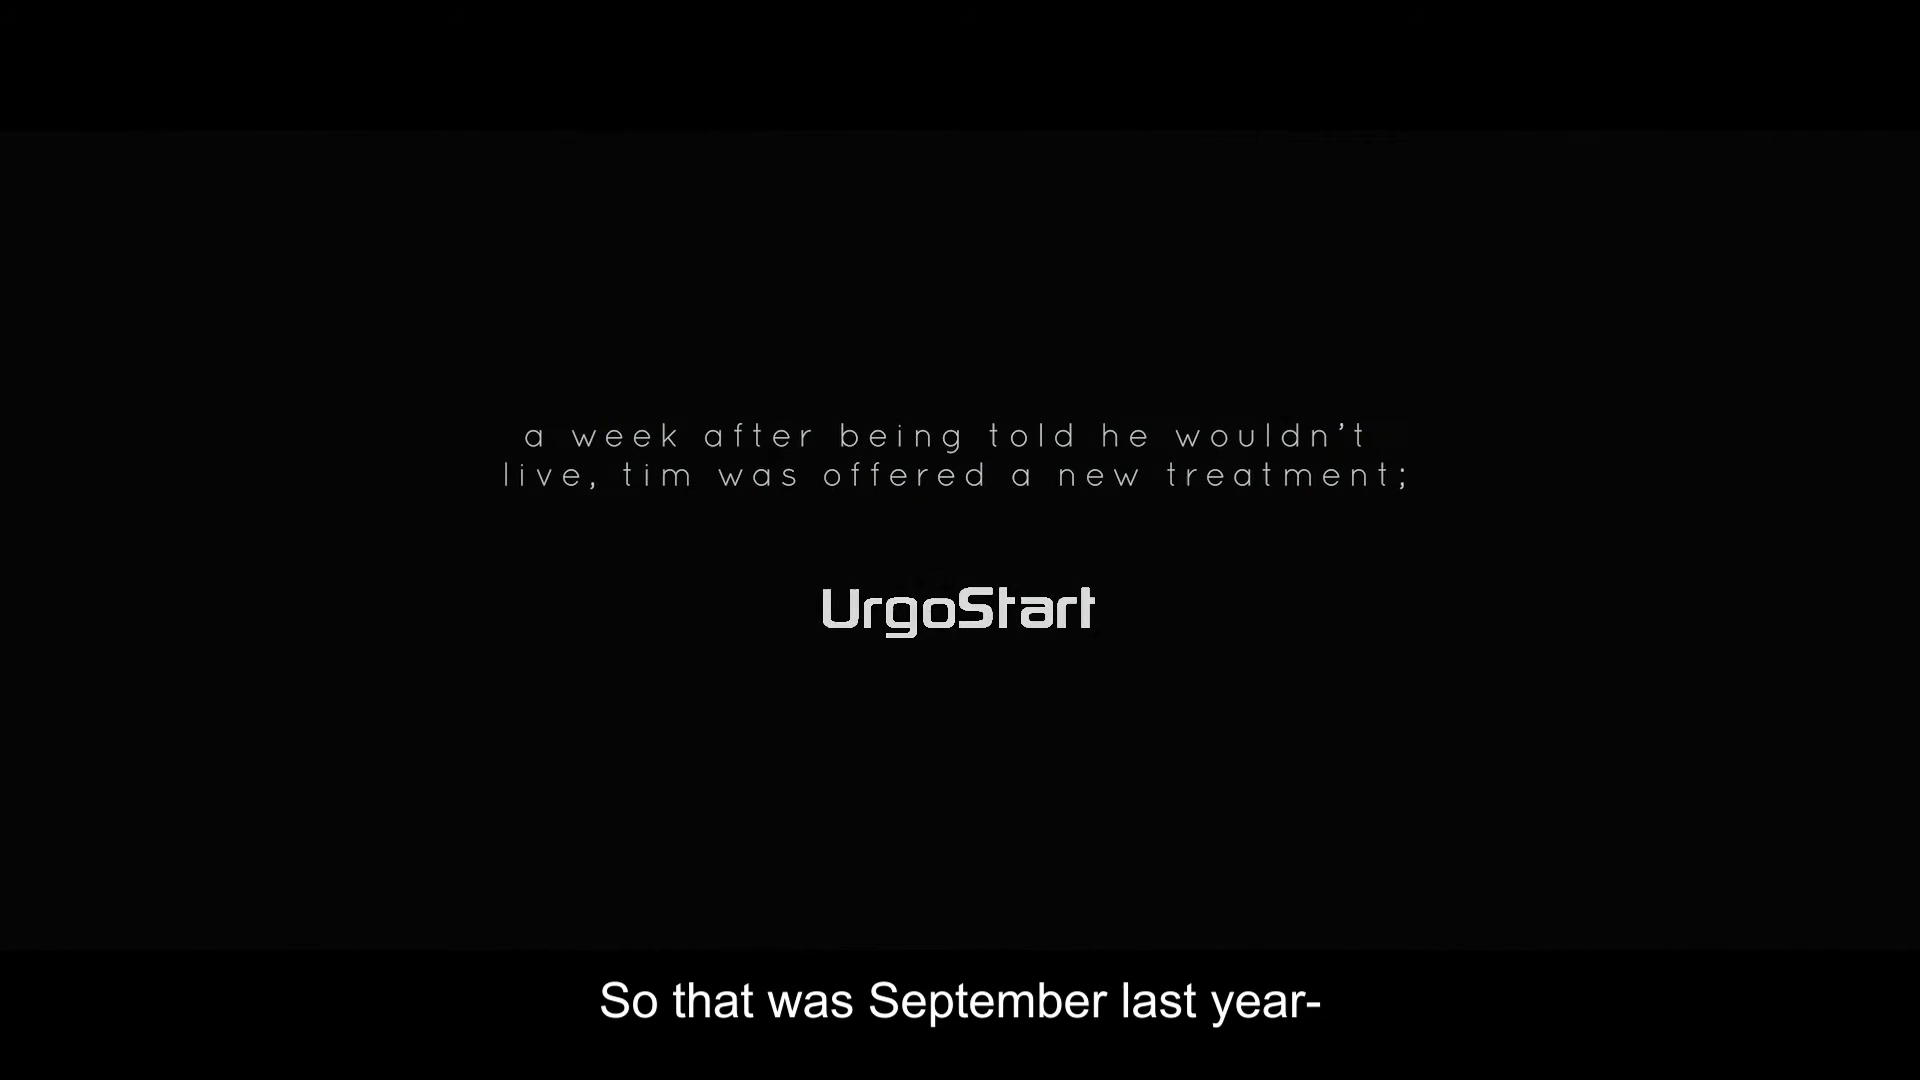 a week after being told he wouldn’t
live, tim was offered a new treatment;
UrgoStart
So that was September last year-